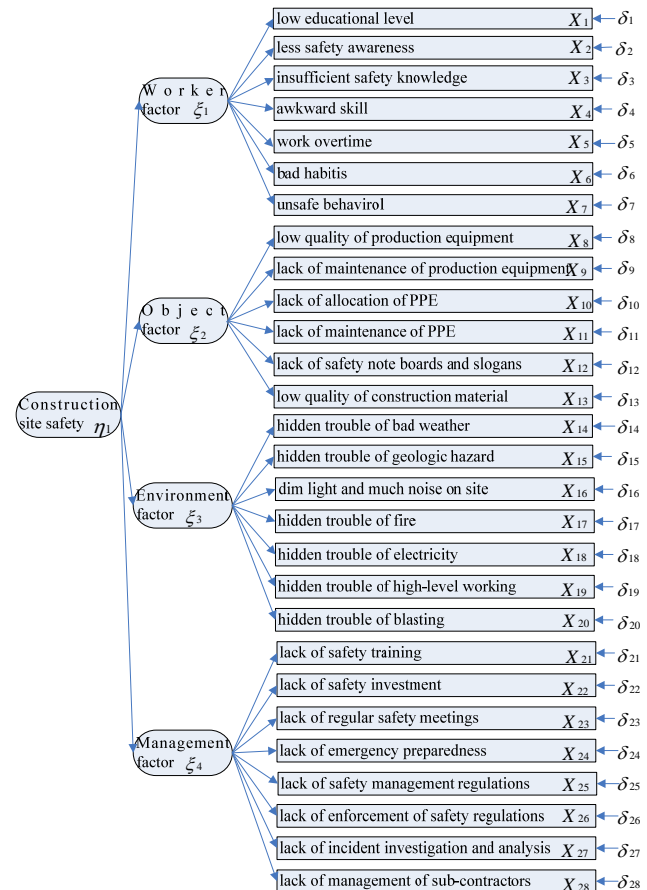 low educational level X1 δ1
less safety awareness X2 δ2
insufficient safety knowledge X3 δ3
awkward skill X4 δ4
work overtime X5 δ5
bad habitis X6 δ6
unsafe behavirol X7 δ7
Worker
factor ξ1
low quality of production equipment X8 δ8
lack of maintenance of production equipment X9 δ9
lack of allocation of PPE X10 δ10
lack of maintenance of PPE X11 δ11
lack of safety note boards and slogans X12 δ12
low quality of construction material X13 δ13
Object
factor ξ2
Construction
site safety η1
hidden trouble of bad weather X14 δ14
hidden trouble of geologic hazard X15 δ15
dim light and much noise on site X16 δ16
hidden trouble of fire X17 δ17
hidden trouble of electricity X18 δ18
hidden trouble of high-level working X19 δ19
hidden trouble of blasting X20 δ20
Environment
factor ξ3
lack of safety training X21 δ21
lack of safety investment X22 δ22
lack of regular safety meetings X23 δ23
lack of emergency preparedness X24 δ24
lack of safety management regulations X25 δ25
lack of enforcement of safety regulations X26 δ26
lack of incident investigation and analysis X27 δ27
lack of management of sub-contractors X28 δ28
Management
factor ξ4